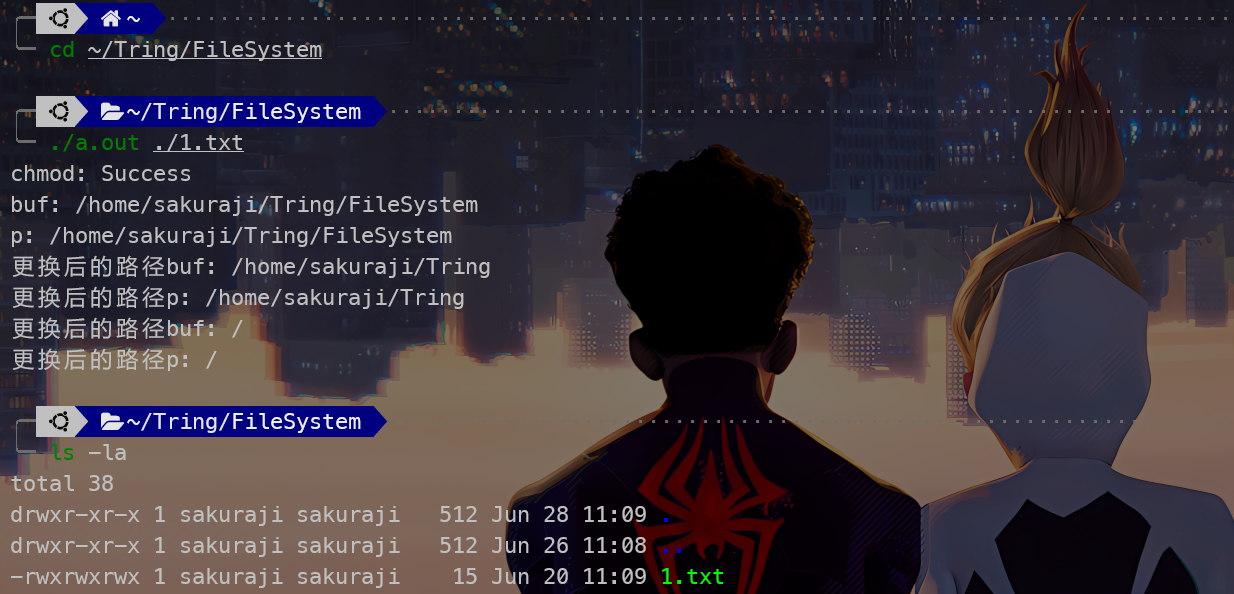 ~
cd ~/Tring/FileSystem
~/Tring/FileSystem
./a.out ./1.txt
chmod: Success
buf: /home/sakuraji/Tring/FileSystem
p: /home/sakuraji/Tring/FileSystem
更换后的路径buf: /home/sakuraji/Tring
更换后的路径p: /home/sakuraji/Tring
更换后的路径buf: /
更换后的路径p: /
~/Tring/FileSystem
ls -la
total 38
drwxr-xr-x 1 sakuraji sakuraji   512 Jun 28 11:09 .
drwxr-xr-x 1 sakuraji sakuraji   512 Jun 26 11:08 ..
-rwxrwxrwx 1 sakuraji sakuraji    15 Jun 20 11:09 1.txt